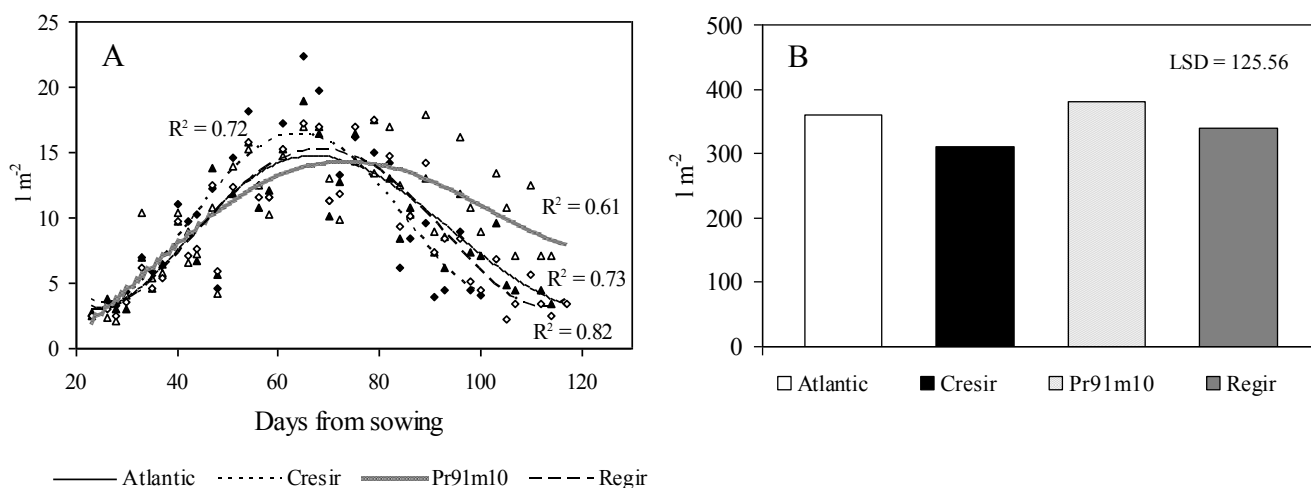 A
25
20
15
10
5
0
l m⁻²
R² = 0.72
R² = 0.61
R² = 0.73
R² = 0.82
20 40 60 80 100 120
Days from sowing
Atlantic Cresir Pr91m10 Regir
B
LSD = 125.56
500
400
300
200
100
0
l m⁻²
Atlantic Cresir Pr91m10 Regir